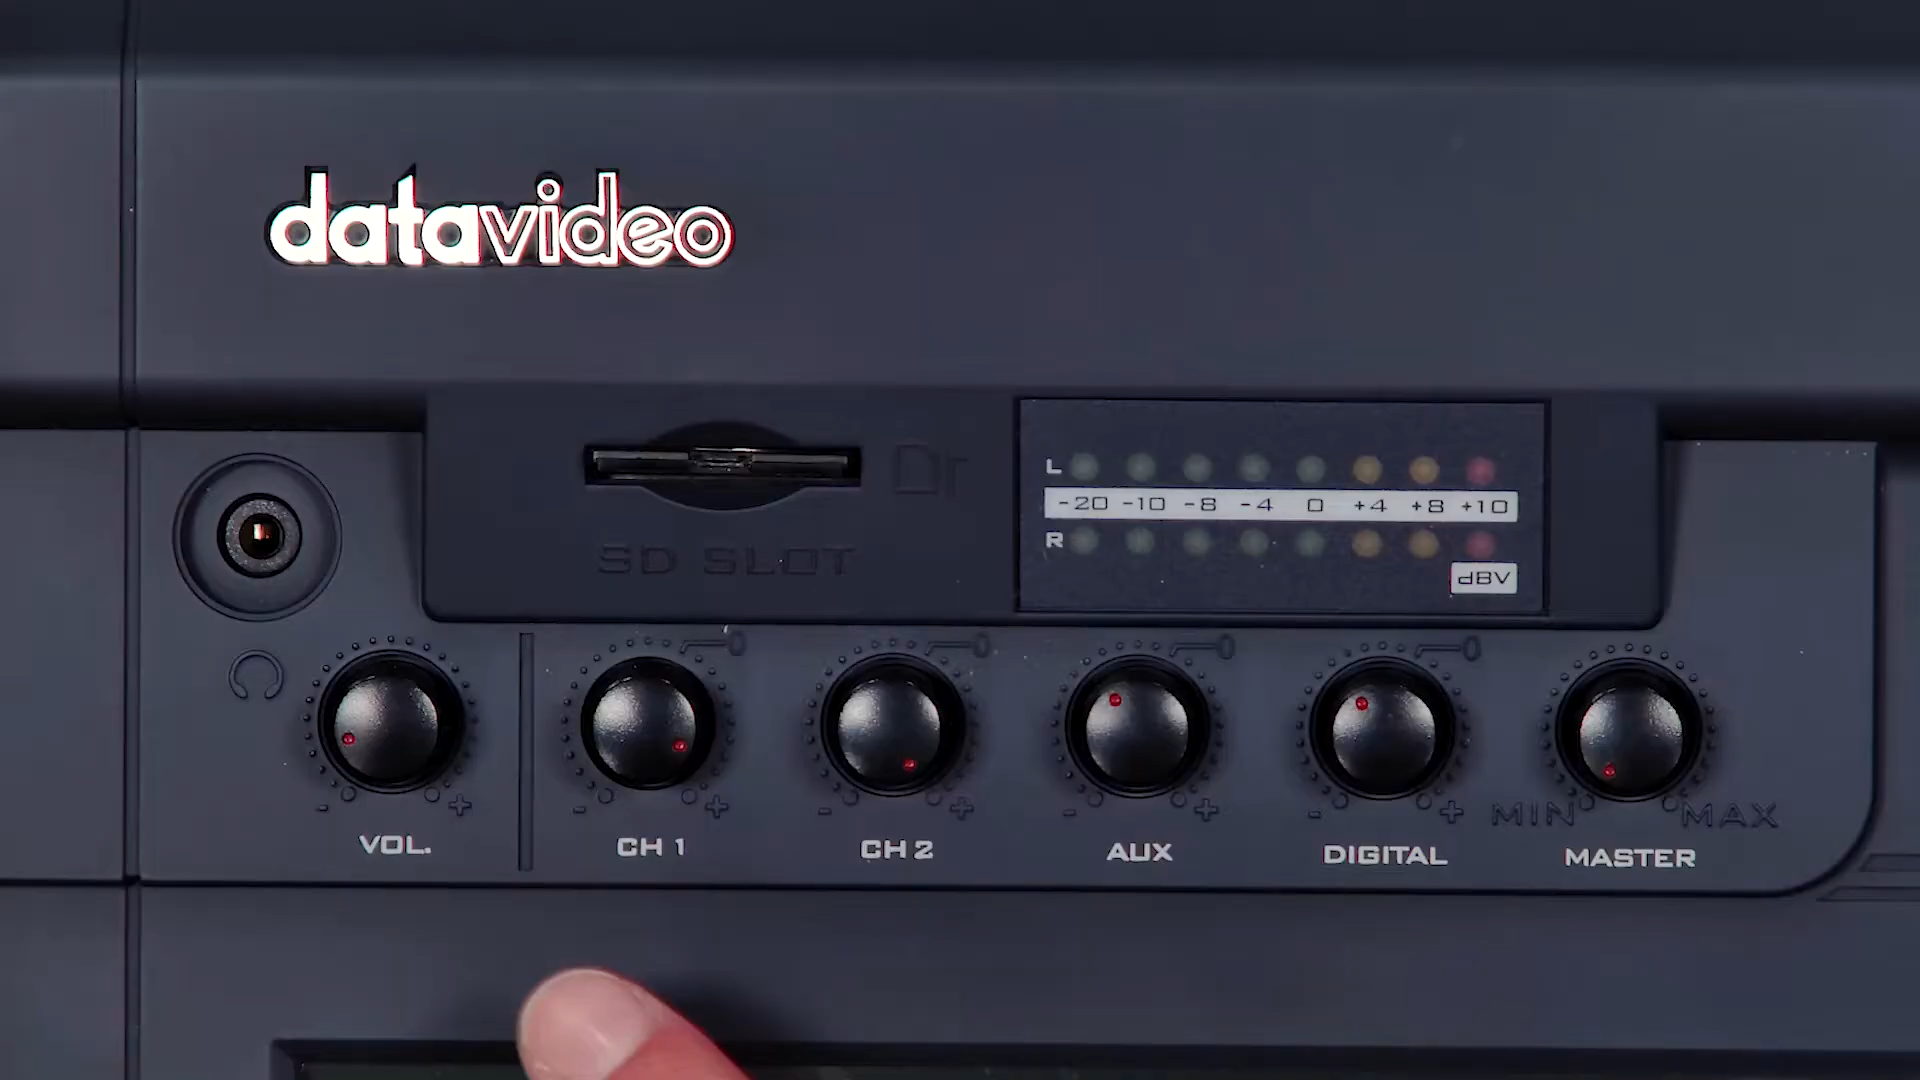 datavideo
SD SLOT
L
-20 -10 -8 -4 0 +4 +8 +10
R
dBV
- +
- +
- +
- +
- +
MIN MAX
VOL. CH 1 CH 2 AUX DIGITAL MASTER